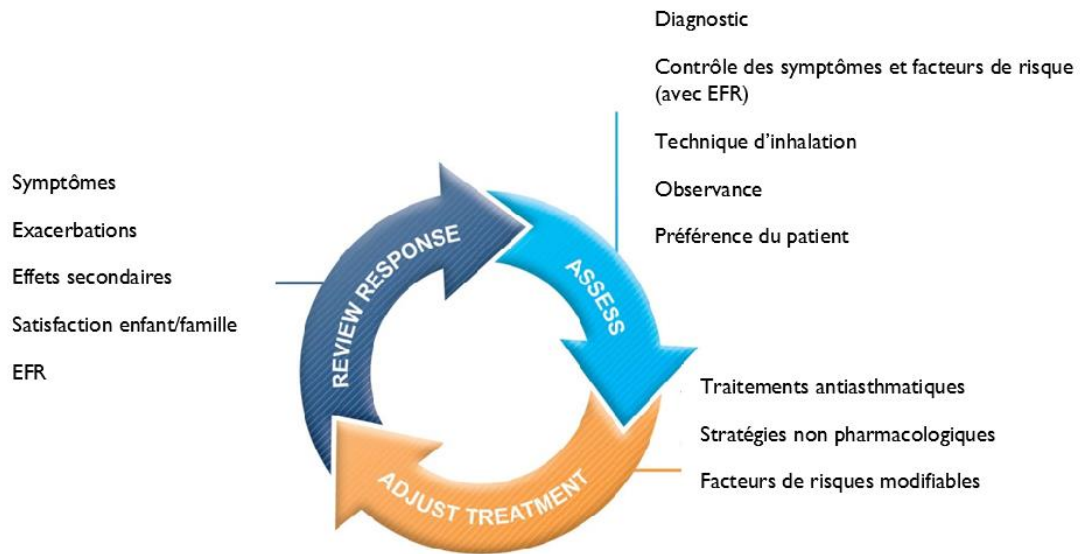 Diagnostic
Contrôle des symptômes et facteurs de risque
(avec EFR)
Technique d'inhalation
Observance
Préférence du patient
Symptômes
Exacerbations
Effets secondaires
Satisfaction enfant/famille
EFR
REVIEW RESPONSE
ASSESS
ADJUST TREATMENT
Traitements antiasthmatiques
Stratégies non pharmacologiques
Facteurs de risques modifiables